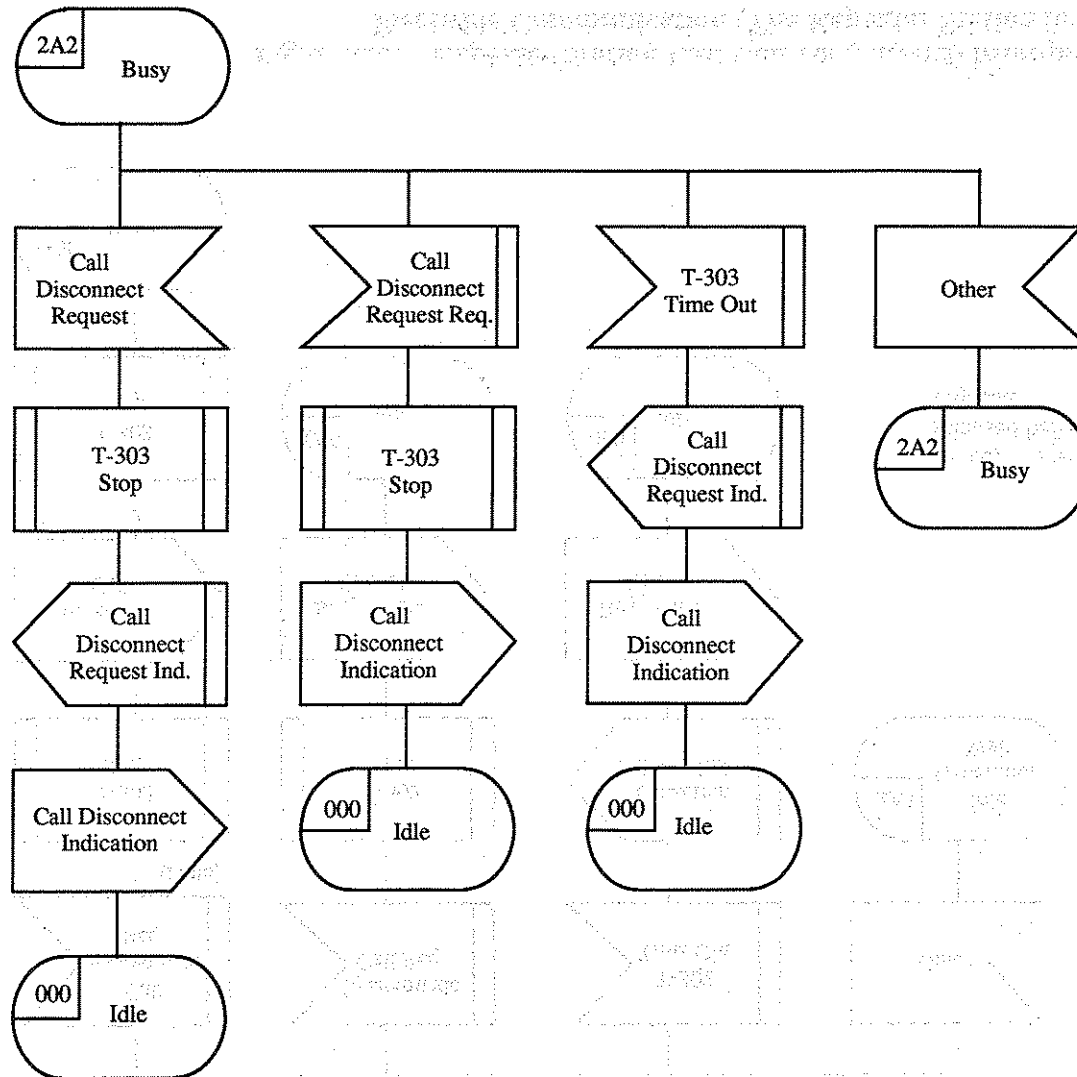 2A2
Busy
Call
Disconnect
Request
Call
Disconnect
Request Req.
T-303
Time Out
Other
T-303
Stop
T-303
Stop
Call
Disconnect
Request Ind.
2A2
Busy
Call
Disconnect
Request Ind.
Call
Disconnect
Indication
Call
Disconnect
Indication
Call Disconnect
Indication
000
Idle
000
Idle
000
Idle